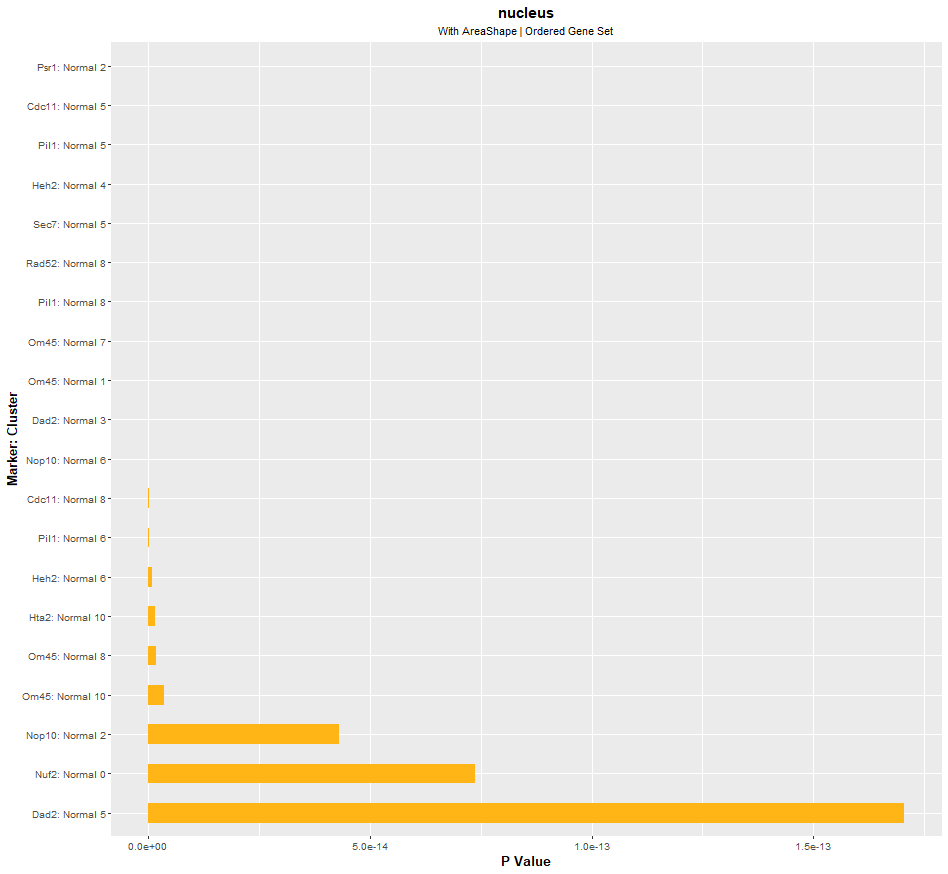 nucleus
With AreaShape | Ordered Gene Set
Psr1: Normal 2
Cdc11: Normal 5
Pil1: Normal 5
Heh2: Normal 4
Sec7: Normal 5
Rad52: Normal 8
Pil1: Normal 8
Om45: Normal 7
Om45: Normal 1
Dad2: Normal 3
Nop10: Normal 6
Cdc11: Normal 8
Pil1: Normal 6
Heh2: Normal 6
Hta2: Normal 10
Om45: Normal 8
Om45: Normal 10
Nop10: Normal 2
Nuf2: Normal 0
Dad2: Normal 5
Marker: Cluster
0.0e+00
5.0e-14
1.0e-13
1.5e-13
P Value